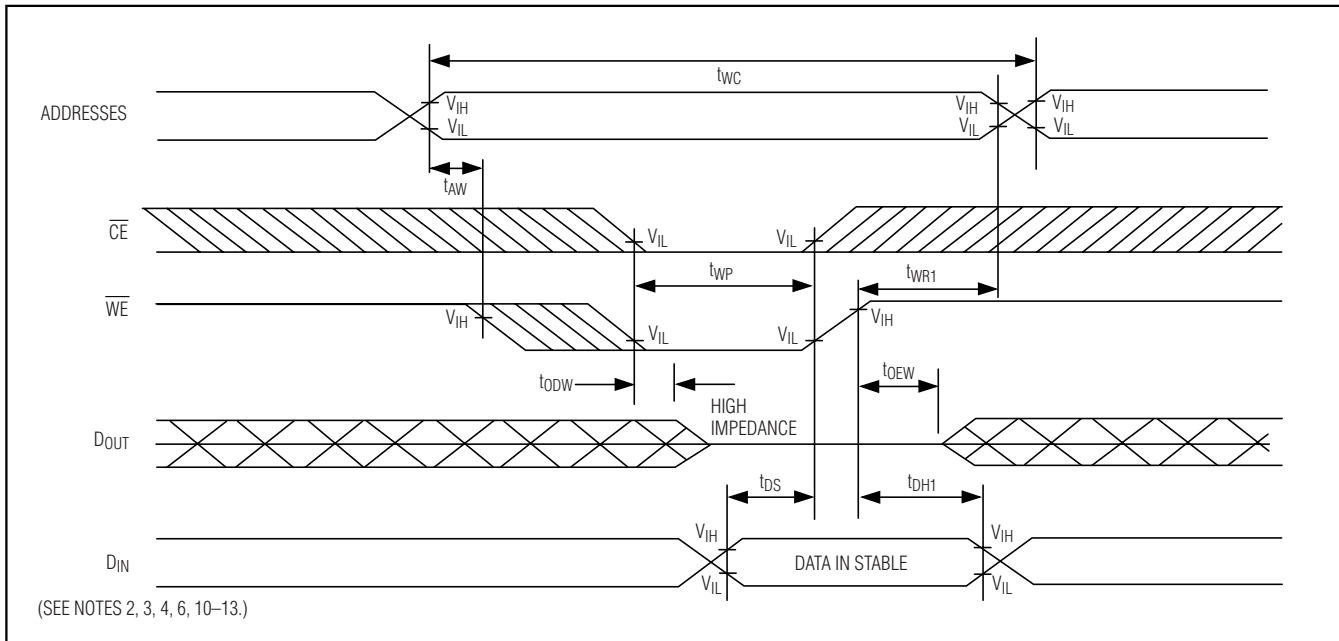 tWC
ADDRESSES
VIH
VIL
VIH
VIL
VIH
VIL
tAW
CE
VIL
VIL
tWP
tWR1
WE
VIH
VIL
VIL
VIH
tODW
tOEW
HIGH
IMPEDANCE
DOUT
tDS
tDH1
DIN
VIH
VIL
DATA IN STABLE
VIH
VIL
(SEE NOTES 2, 3, 4, 6, 10–13.)